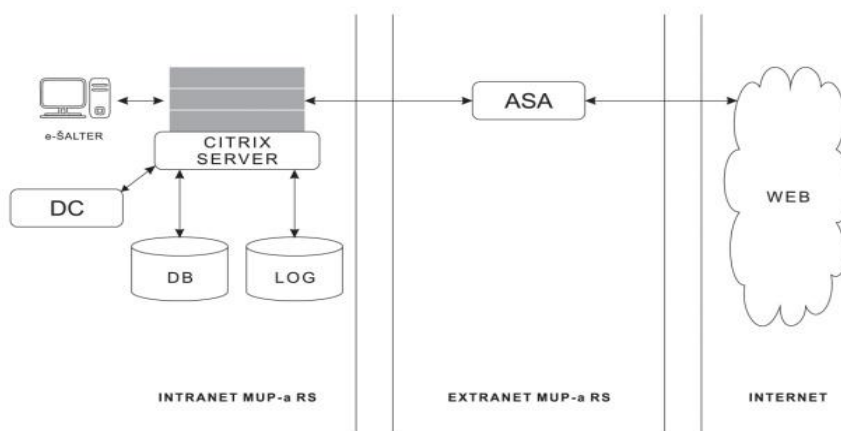 e-ŠALTER
CITRIX
SERVER
ASA
WEB
DC
DB
LOG
INTRANET MUP-a RS
EXTRANET MUP-a RS
INTERNET